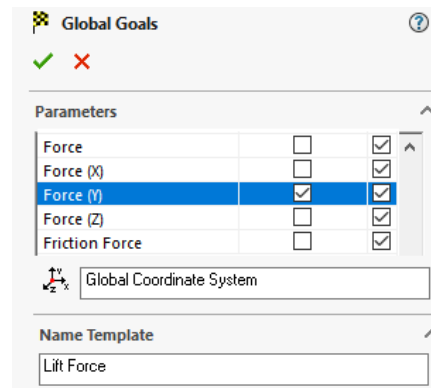 Global Goals
Parameters
Force
Force (X)
Force (Y)
Force (Z)
Friction Force
Global Coordinate System
Name Template
Lift Force